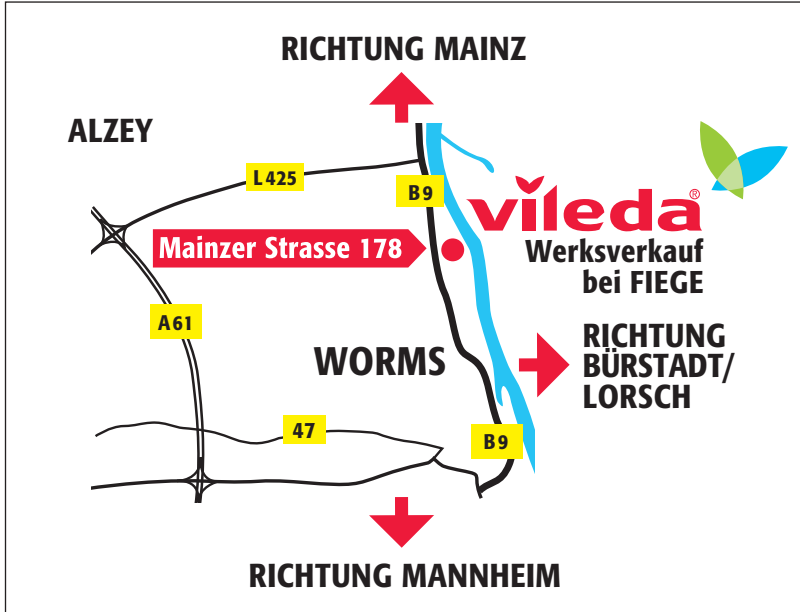 RICHTUNG MAINZ
ALZEY
L425
B9
vileda®
Mainzer Strasse 178
Werksverkauf
bei FIEGE
A61
RICHTUNG
BÜRSTADT/
LORSCH
WORMS
47
B9
RICHTUNG MANNHEIM